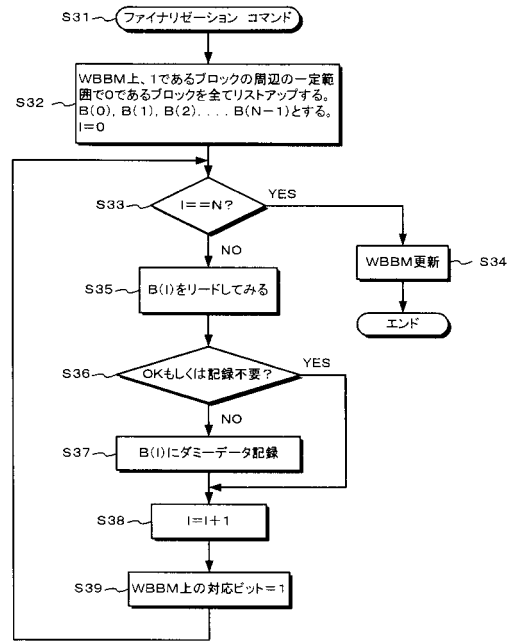 S31
ファイナリゼーション コマンド
S32
WBBM上、1であるブロックの周辺の一定範
囲で0であるブロックを全てリストアップする。
B(0), B(1), B(2), . . . . B(N-1)とする。
I=0
S33
I==N?
YES
NO
WBBM更新
S34
S35
B(I)をリードしてみる
エンド
S36
OKもしくは記録不要?
YES
NO
S37
B(I)にダミーデータ記録
S38
I=I+1
S39
WBBM上の対応ビット=1